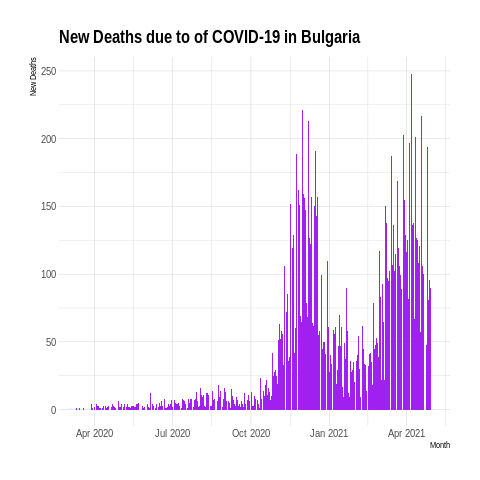 New Deaths due to of COVID-19 in Bulgaria
New Deaths
250
200
150
100
50
0
Apr 2020 Jul 2020 Oct 2020 Jan 2021 Apr 2021
Month